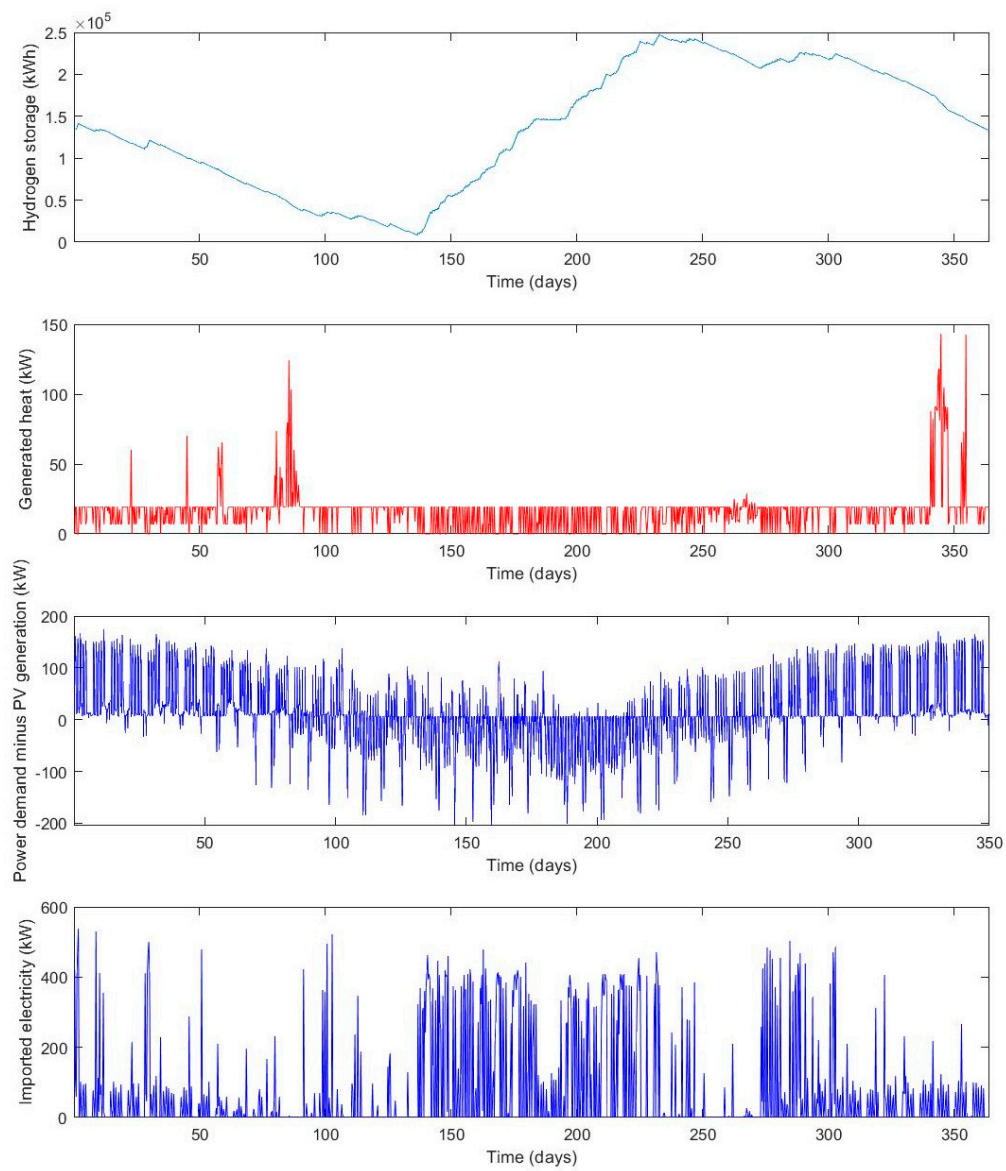 ×10⁵
2.5
2
1.5
1
0.5
0
Hydrogen storage (kWh)
50 100 150 200 250 300 350
Time (days)
150
100
50
0
Generated heat (kW)
50 100 150 200 250 300 350
Time (days)
200
100
0
-100
-200
Power demand minus PV generation (kW)
50 100 150 200 250 300 350
Time (days)
600
400
200
0
Imported electricity (kW)
50 100 150 200 250 300 350
Time (days)